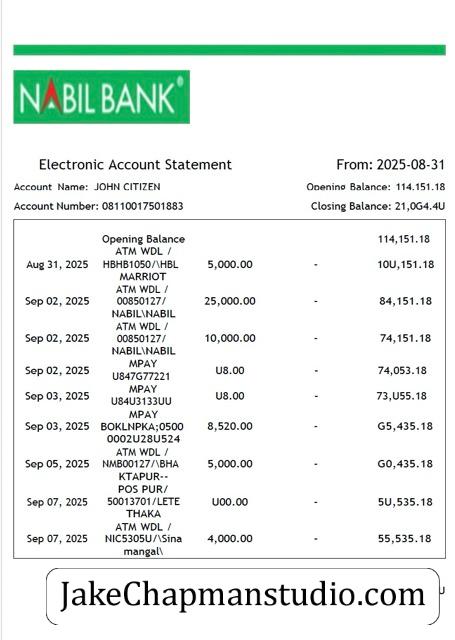 NABIL BANK®
Electronic Account Statement From: 2025-08-31
Account Name: JOHN CITIZEN Opening Balance: 114,151.18
Account Number: 08110017501883 Closing Balance: 21,0G4.4U
Opening Balance 114,151.18
ATM WDL /
Aug 31, 2025 HBHB1050/\HBL 5,000.00 - 10U,151.18
MARRIOT
ATM WDL /
Sep 02, 2025 00850127/ 25,000.00 - 84,151.18
NABIL\NABIL
ATM WDL /
Sep 02, 2025 00850127/ 10,000.00 - 74,151.18
NABIL\NABIL
MPAY
Sep 02, 2025 U847G77221 U8.00 - 74,053.18
MPAY
Sep 03, 2025 U84U3133UU U8.00 - 73,U55.18
MPAY
Sep 03, 2025 BOKLNPKA;0500 8,520.00 - G5,435.18
0002U28U524
ATM WDL /
Sep 05, 2025 NMB00127/\BHA 5,000.00 - G0,435.18
KTAPUR--
POS PUR/
Sep 07, 2025 50013701/LETE U00.00 - 5U,535.18
THAKA
ATM WDL /
Sep 07, 2025 NIC5305U/\Sina 4,000.00 - 55,535.18
mangal\
JakeChapmanstudio.com